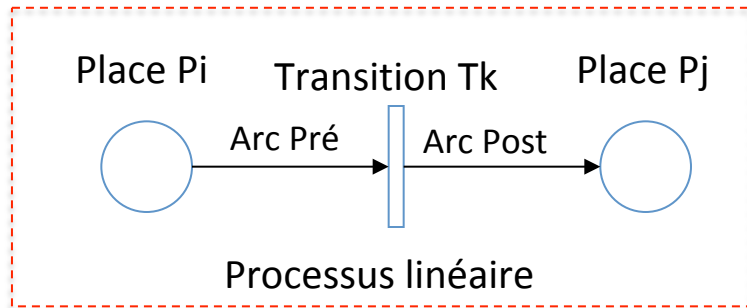 Place Pi
Transition Tk
Place Pj
Arc Pré
Arc Post
Processus linéaire